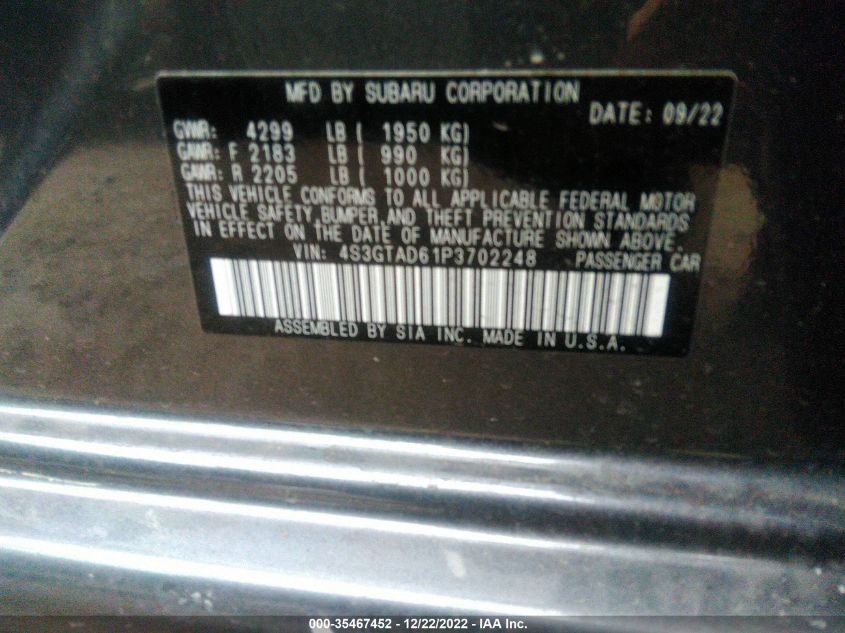 MFD BY SUBARU CORPORATION
DATE: 09/22
GVWR: 4299 LB ( 1950 KG)
GAWR: F 2183 LB ( 990 KG)
GAWR: R 2205 LB ( 1000 KG)
THIS VEHICLE CONFORMS TO ALL APPLICABLE FEDERAL MOTOR
VEHICLE SAFETY, BUMPER, AND THEFT PREVENTION STANDARDS
IN EFFECT ON THE DATE OF MANUFACTURE SHOWN ABOVE.
VIN: 4S3GTAD61P3702248 PASSENGER CAR
ASSEMBLED BY SIA INC. MADE IN U.S.A.
000-35467452 - 12/22/2022 - IAA Inc.